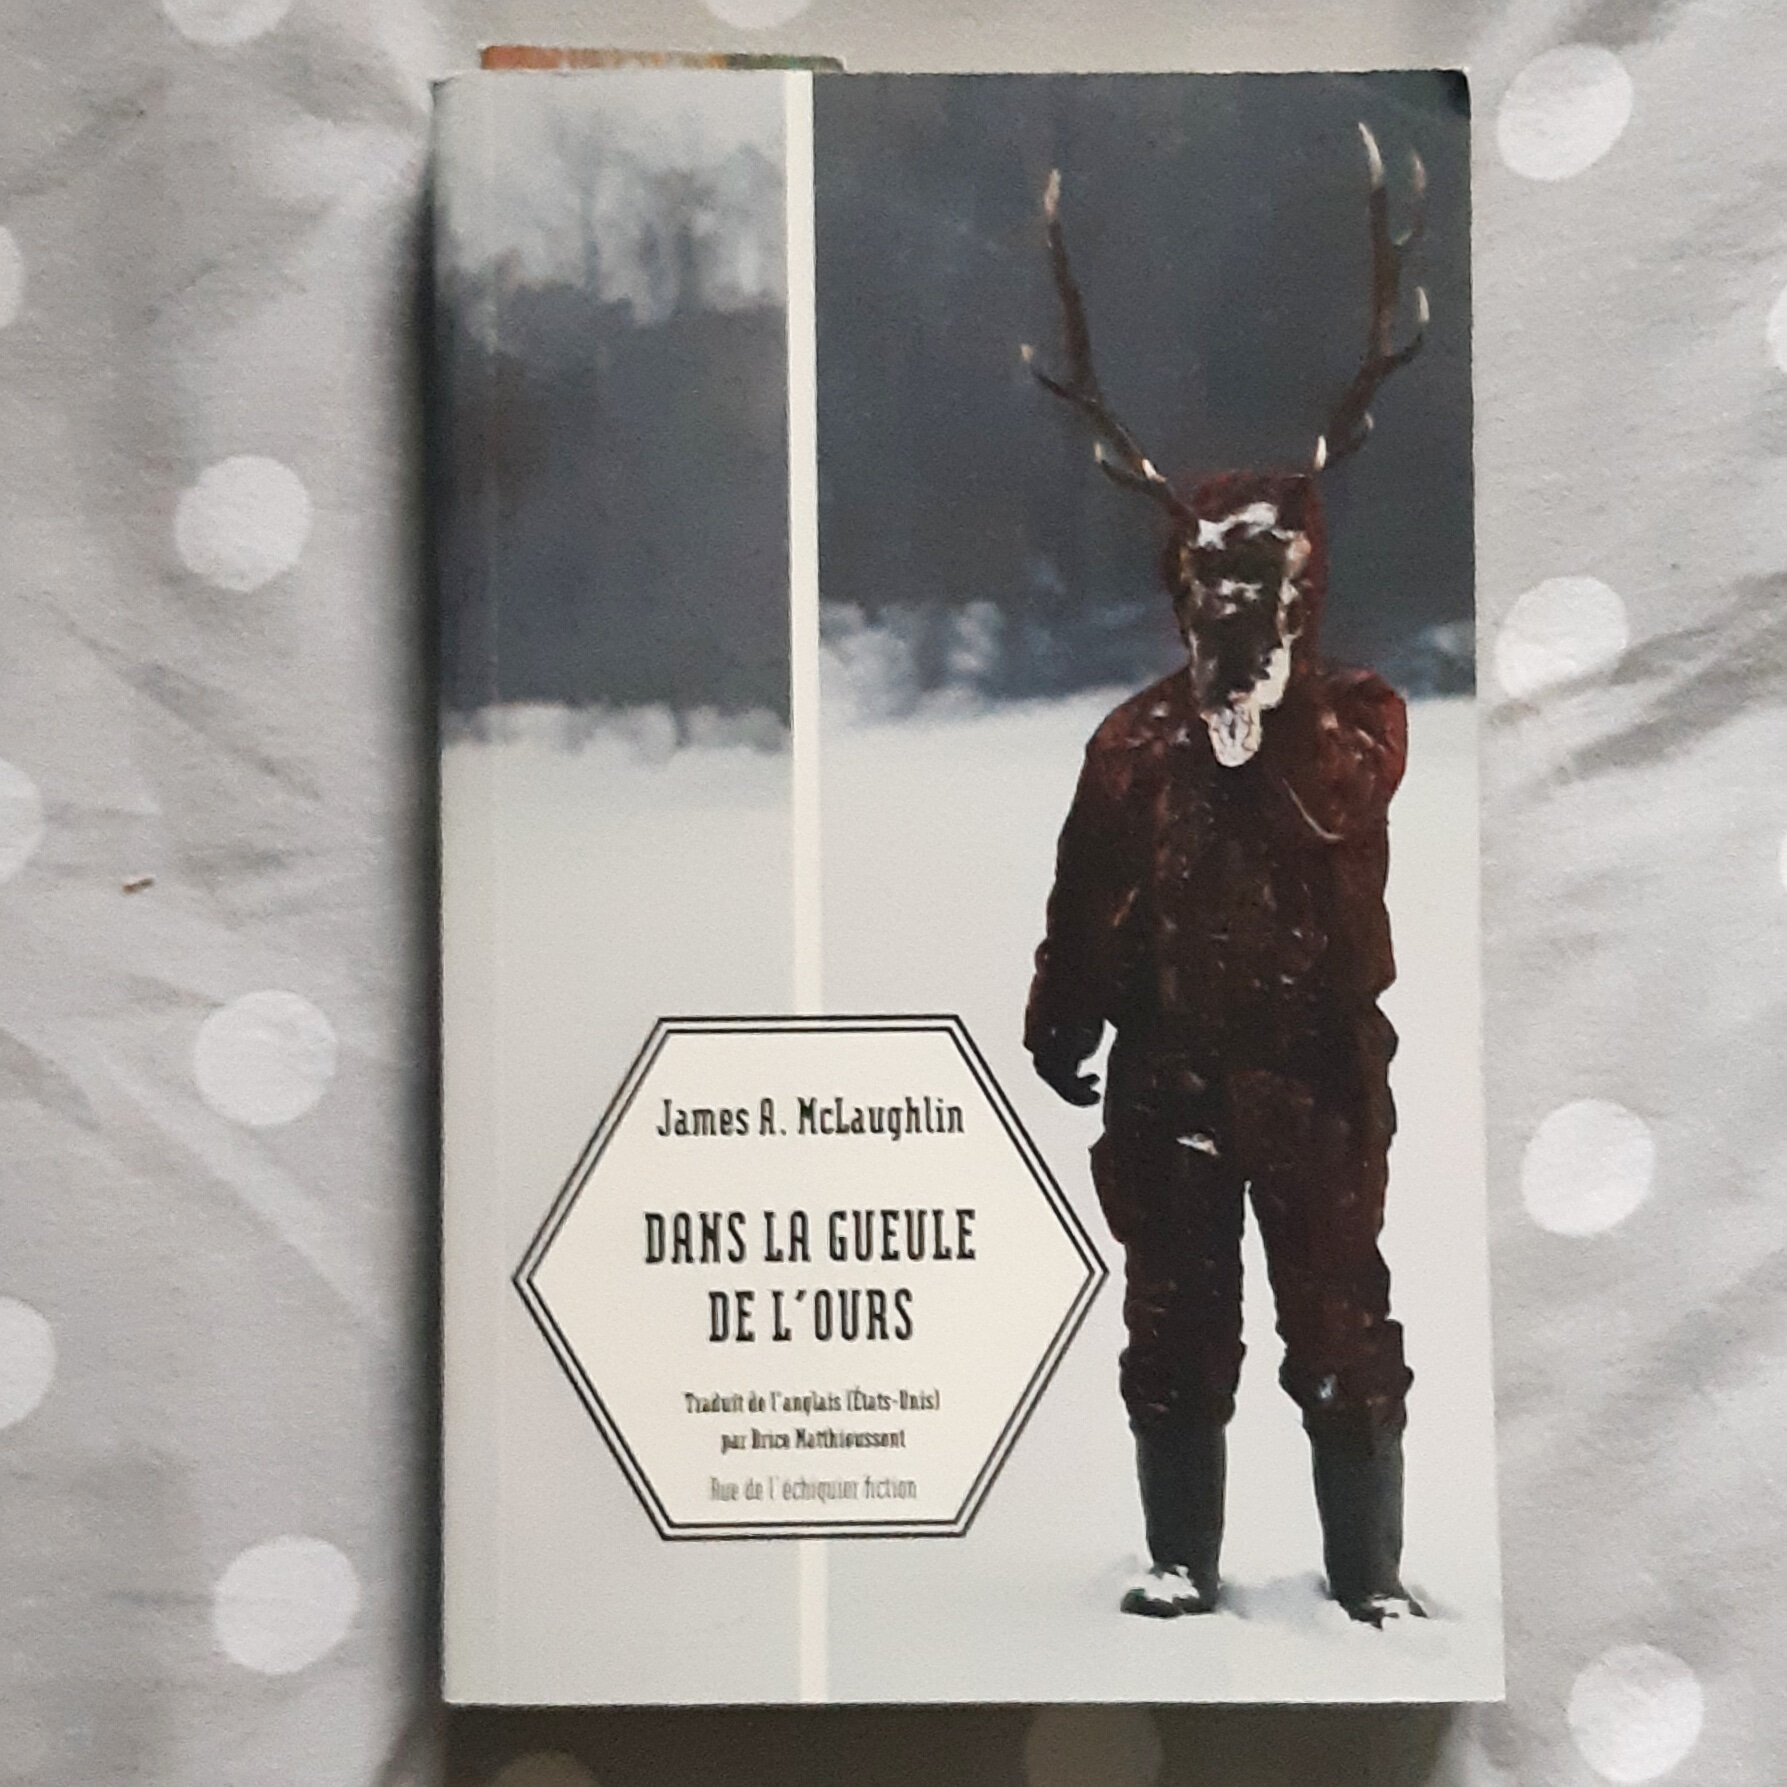 James A. McLaughlin
DANS LA GUEULE
DE L'OURS
Traduit de l'anglais (États-Unis)
par Brice Matthieussent
Rue de l'échiquier fiction